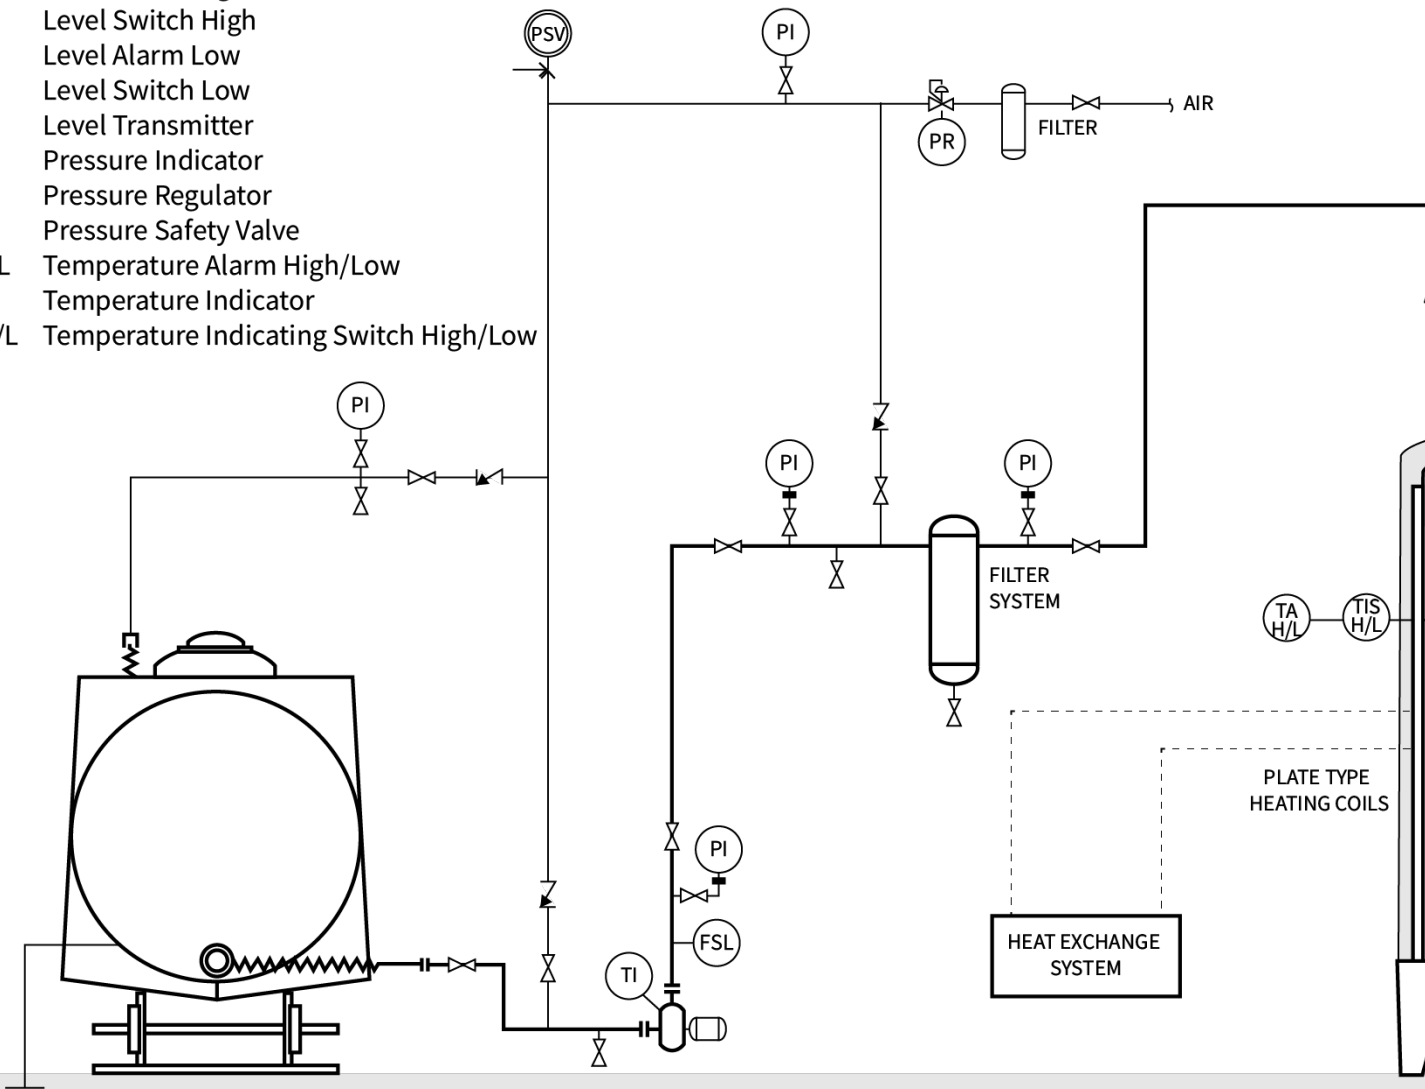 Level Switch High
Level Alarm Low
Level Switch Low
Level Transmitter
Pressure Indicator
Pressure Regulator
Pressure Safety Valve
L Temperature Alarm High/Low
Temperature Indicator
/L Temperature Indicating Switch High/Low
PSV
PI
AIR
FILTER
PR
PI
PI
PI
FILTER
SYSTEM
TA
H/L
TIS
H/L
PLATE TYPE
HEATING COILS
PI
FSL
TI
HEAT EXCHANGE
SYSTEM